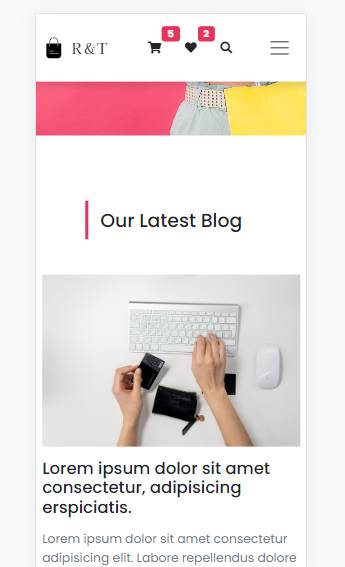 5
2
R&T
Our Latest Blog
Lorem ipsum dolor sit amet
consectetur, adipisicing
erspiciatis.
Lorem ipsum dolor sit amet consectetur
adipisicing elit. Labore repellendus dolore